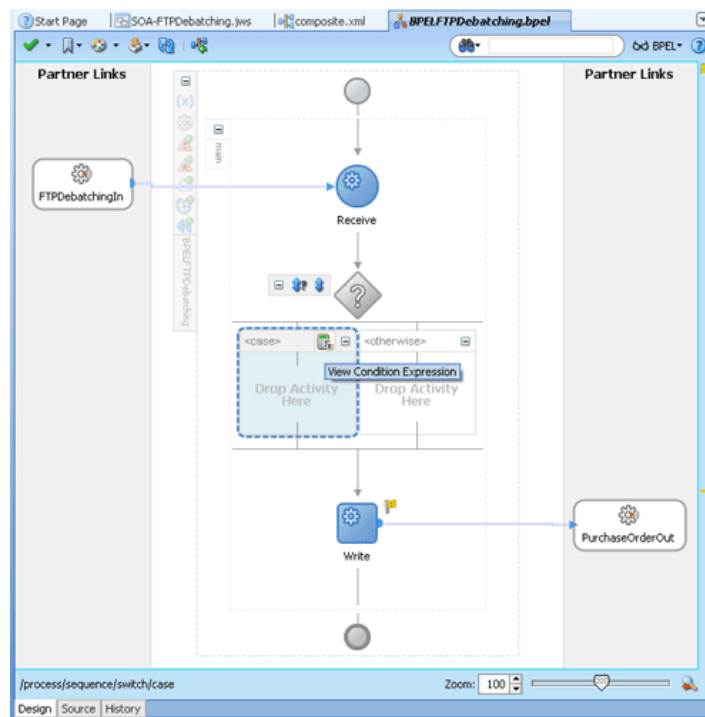 Start Page
SOA-FTPDebatching.jws
composite.xml
BPELFTPDebatching.bpel
BPEL
Partner Links
Partner Links
(x)
main
FTPDebatchingIn
Receive
BPELFTPDebatching
<case>
<otherwise>
View Condition Expression
Drop Activity
Here
Drop Activity
Here
Write
PurchaseOrderOut
/process/sequence/switch/case
Zoom: 100
Design Source History